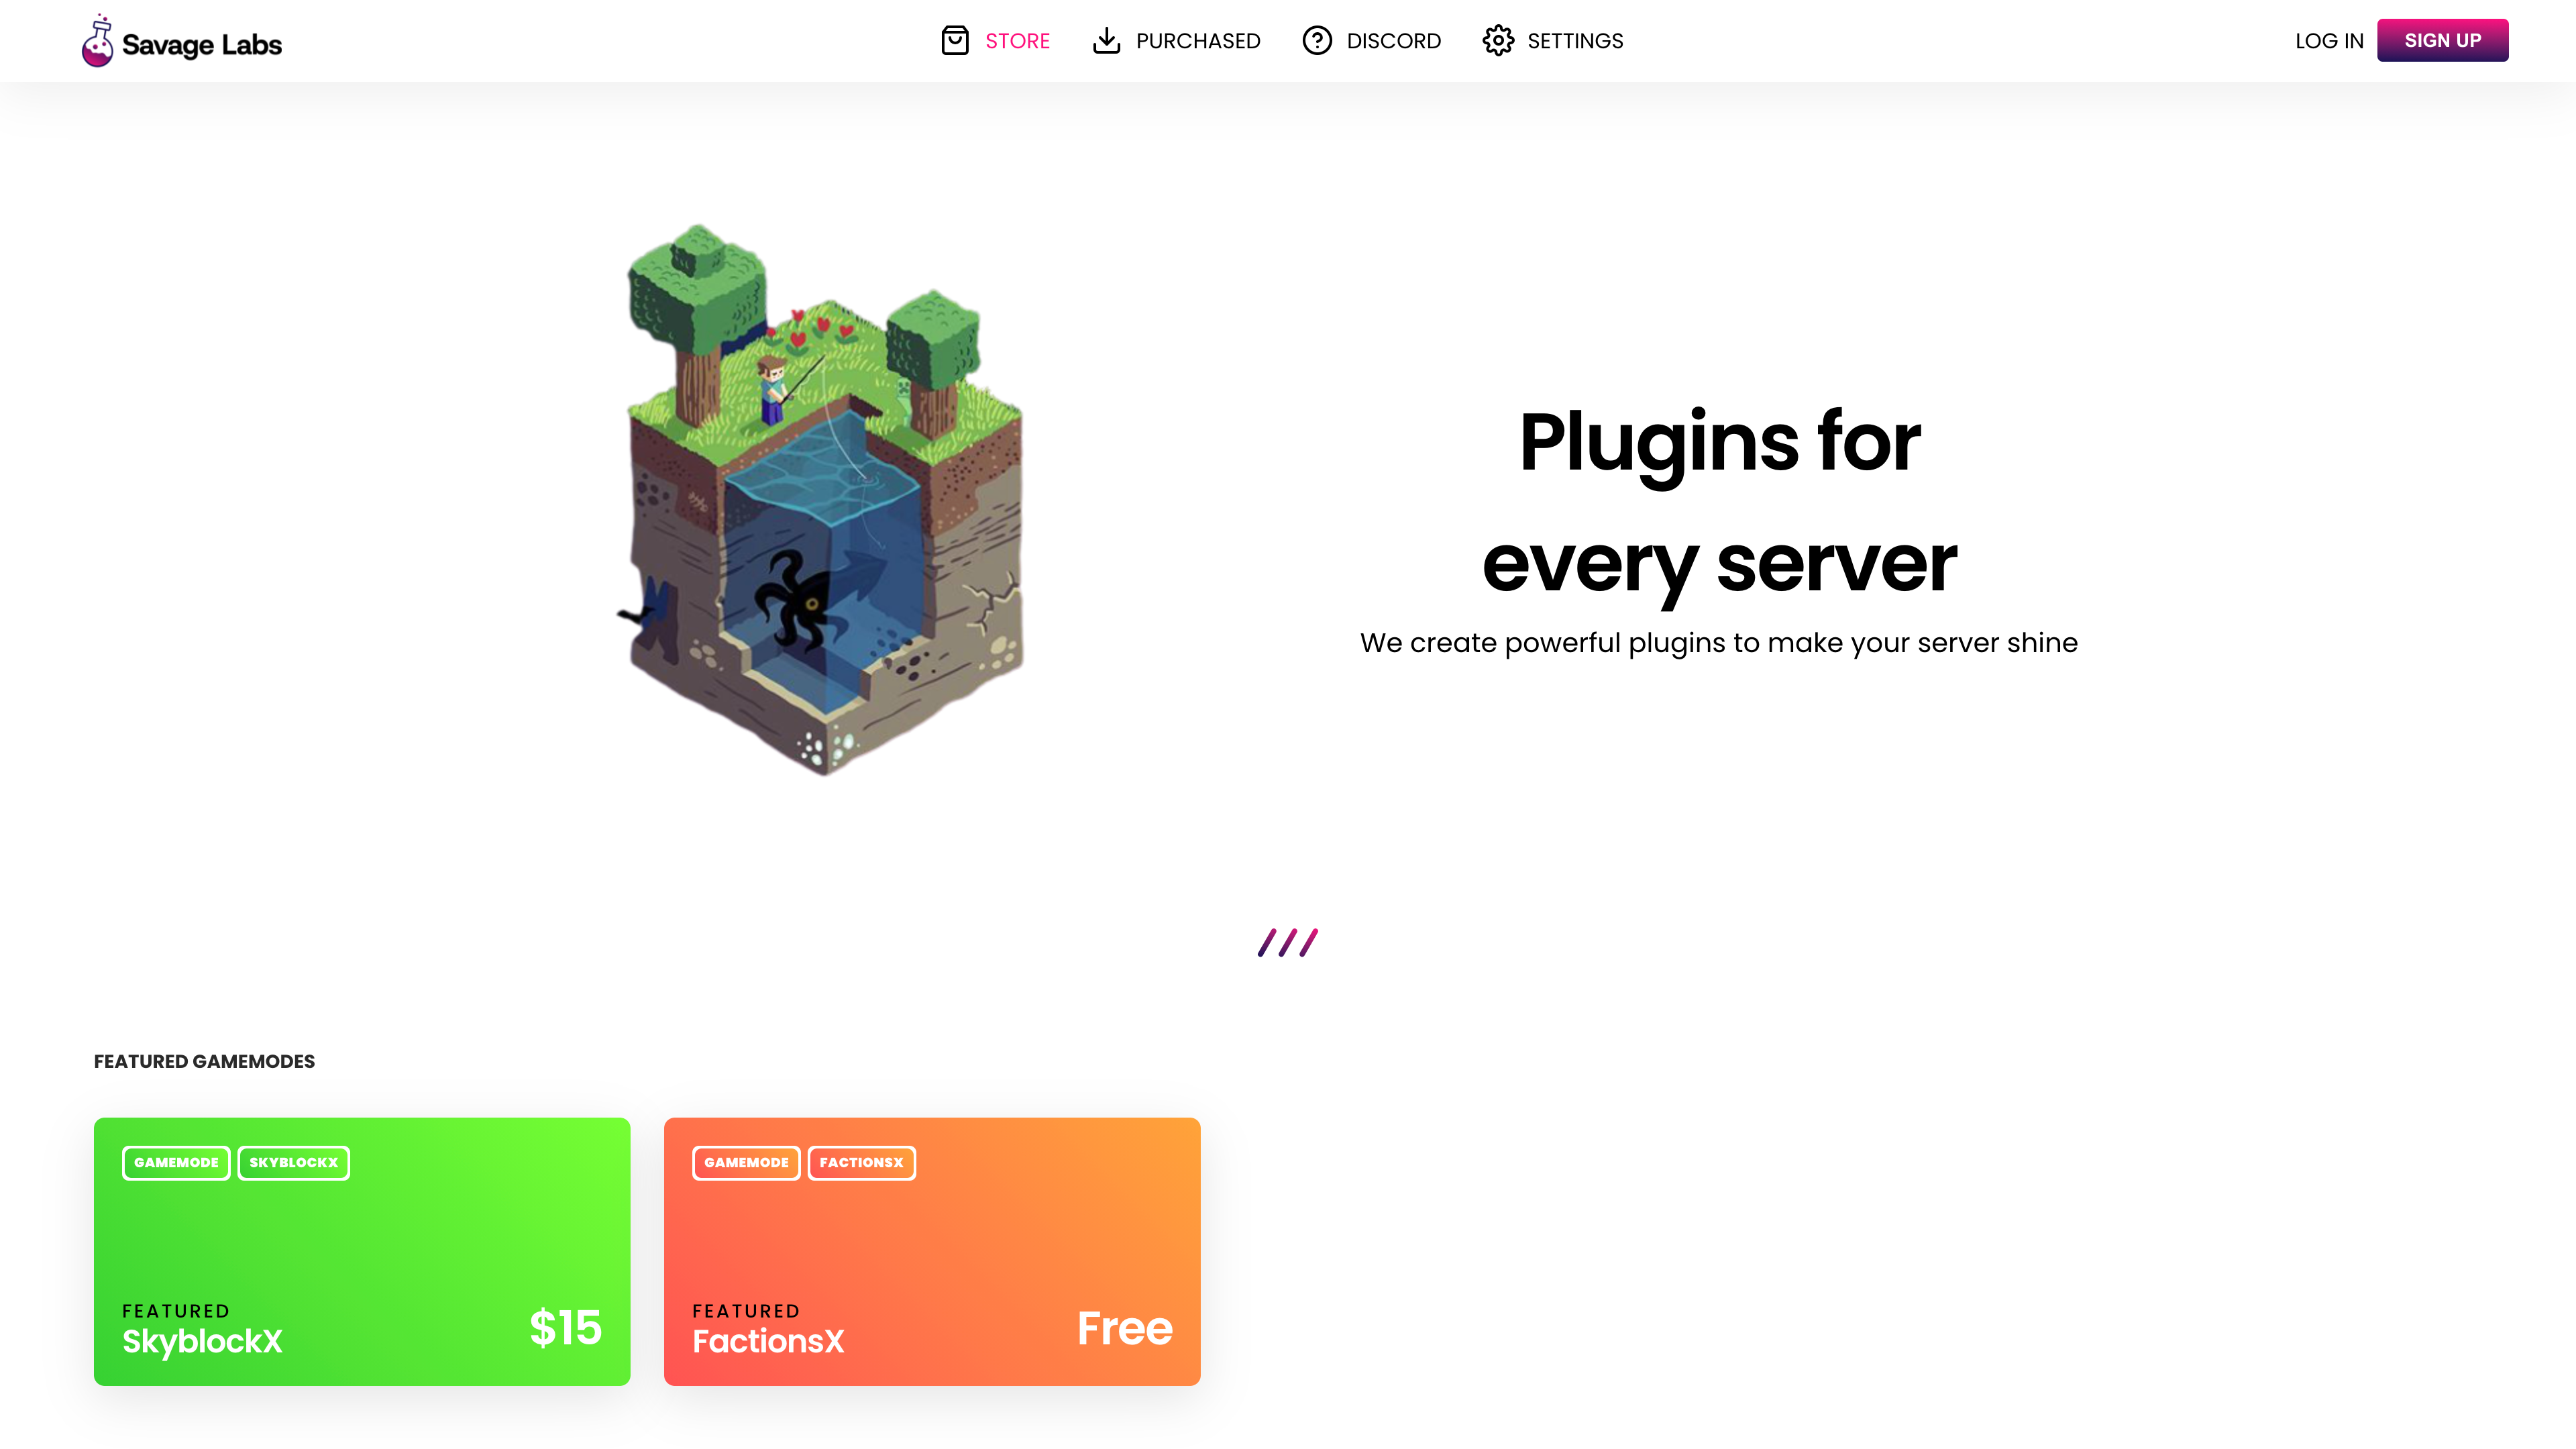 Savage Labs
STORE
PURCHASED
DISCORD
SETTINGS
LOG IN
SIGN UP
Plugins for
every server
We create powerful plugins to make your server shine
FEATURED GAMEMODES
GAMEMODE
SKYBLOCKX
FEATURED
SkyblockX
$15
GAMEMODE
FACTIONSX
FEATURED
FactionsX
Free